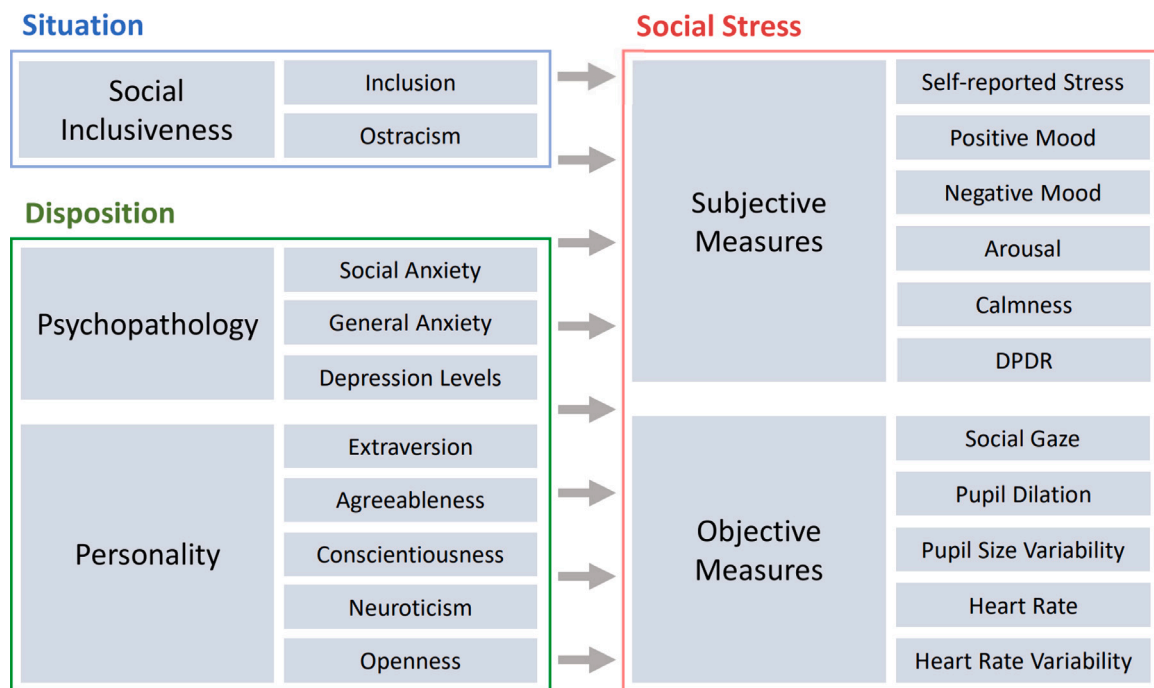 Situation
Social
Inclusiveness
Inclusion
Ostracism
Disposition
Psychopathology
Social Anxiety
General Anxiety
Depression Levels
Personality
Extraversion
Agreeableness
Conscientiousness
Neuroticism
Openness
Social Stress
Subjective
Measures
Self-reported Stress
Positive Mood
Negative Mood
Arousal
Calmness
DPDR
Objective
Measures
Social Gaze
Pupil Dilation
Pupil Size Variability
Heart Rate
Heart Rate Variability